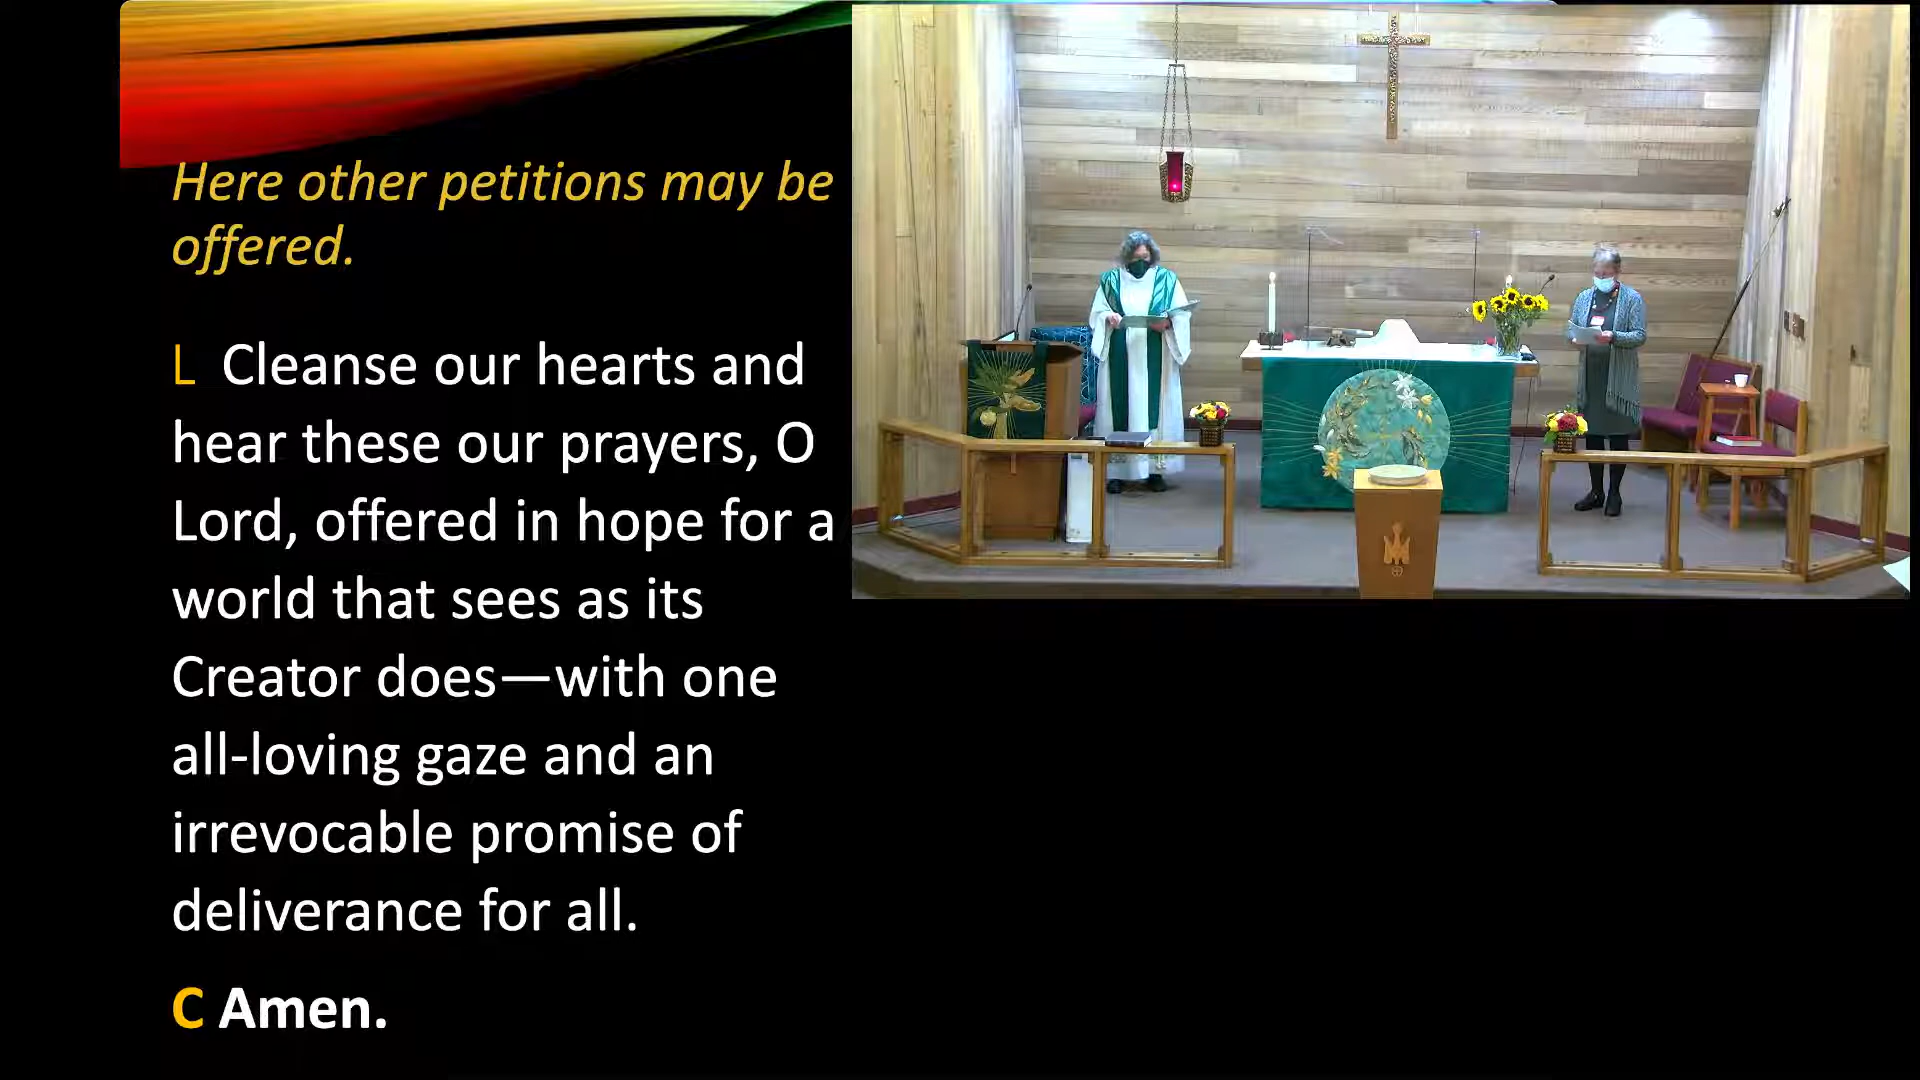 Here other petitions may be
offered.
L Cleanse our hearts and
hear these our prayers, O
Lord, offered in hope for a
world that sees as its
Creator does—with one
all-loving gaze and an
irrevocable promise of
deliverance for all.
C Amen.